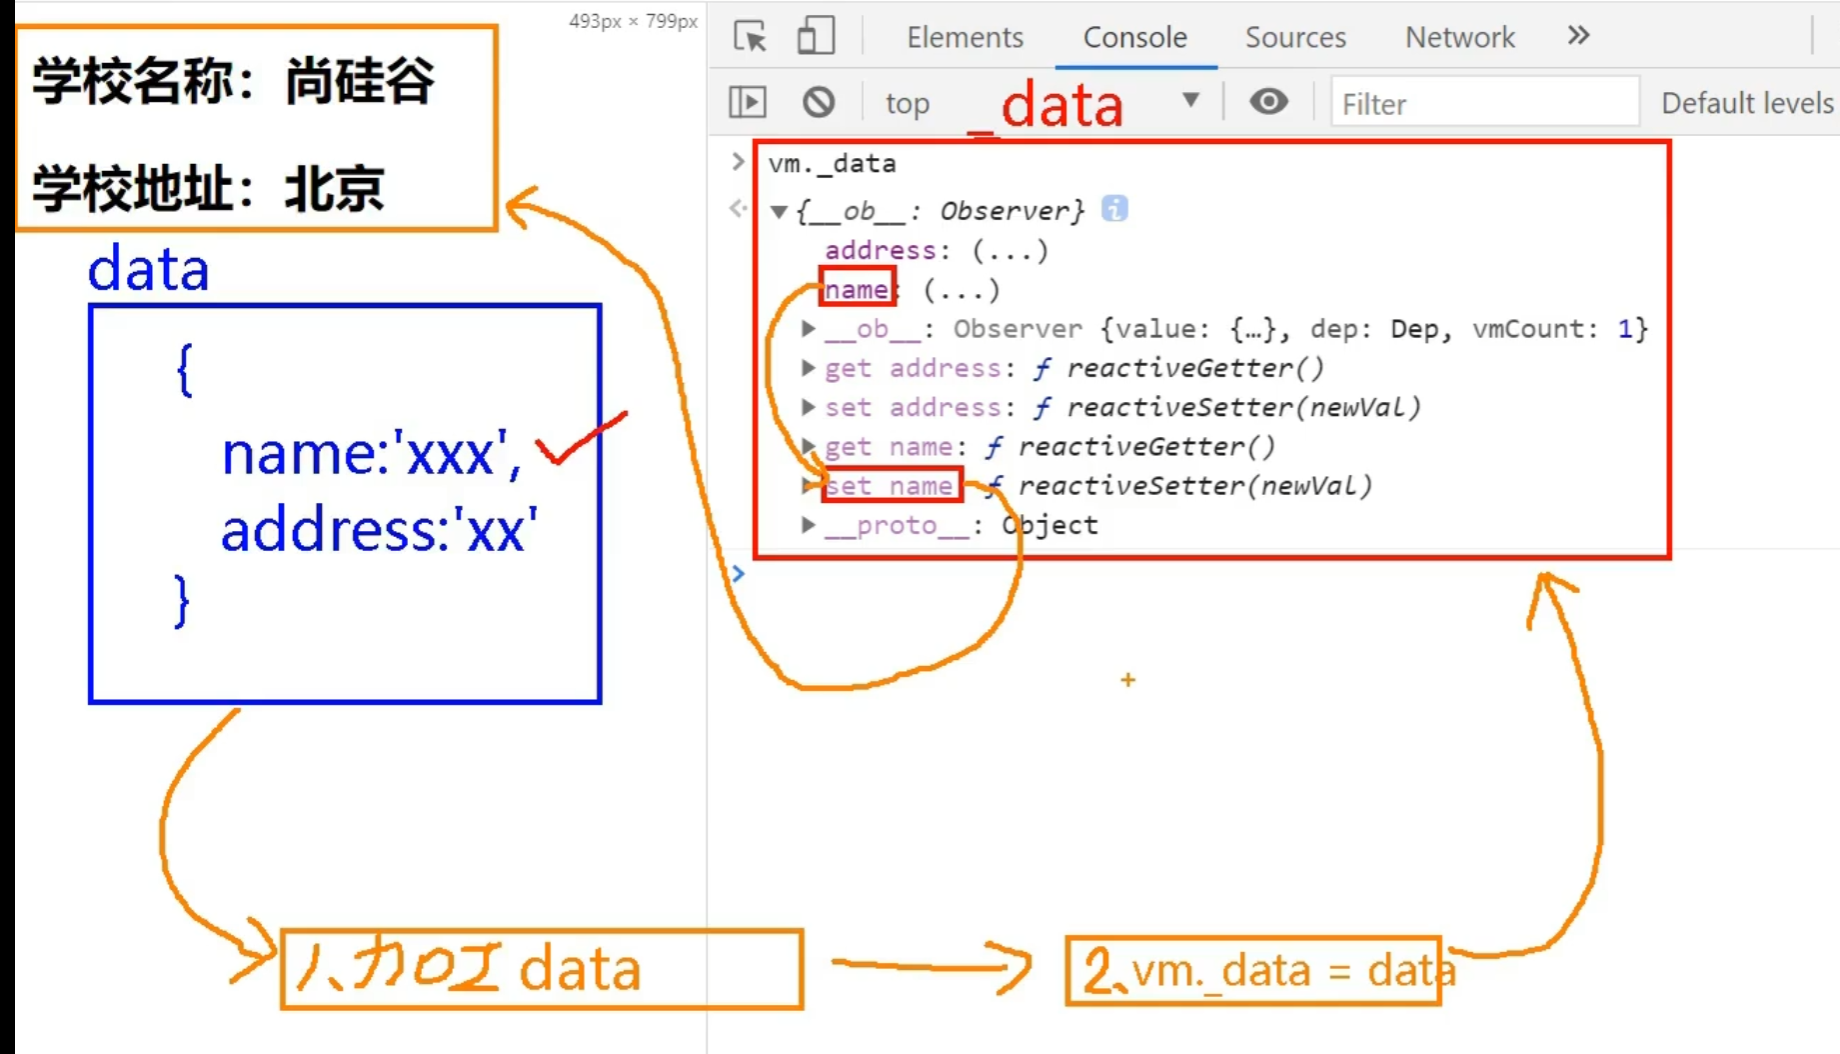 493px × 799px
学校名称：尚硅谷
学校地址：北京
data
{
name:'xxx',
address:'xx'
}
Elements Console Sources Network »
top _data Filter Default levels
> vm._data
{__ob__: Observer} i
address: (...)
name: (...)
__ob__: Observer {value: {…}, dep: Dep, vmCount: 1}
get address: ƒ reactiveGetter()
set address: ƒ reactiveSetter(newVal)
get name: ƒ reactiveGetter()
set name: ƒ reactiveSetter(newVal)
__proto__: Object
>
1、加工 data
2、vm._data = data